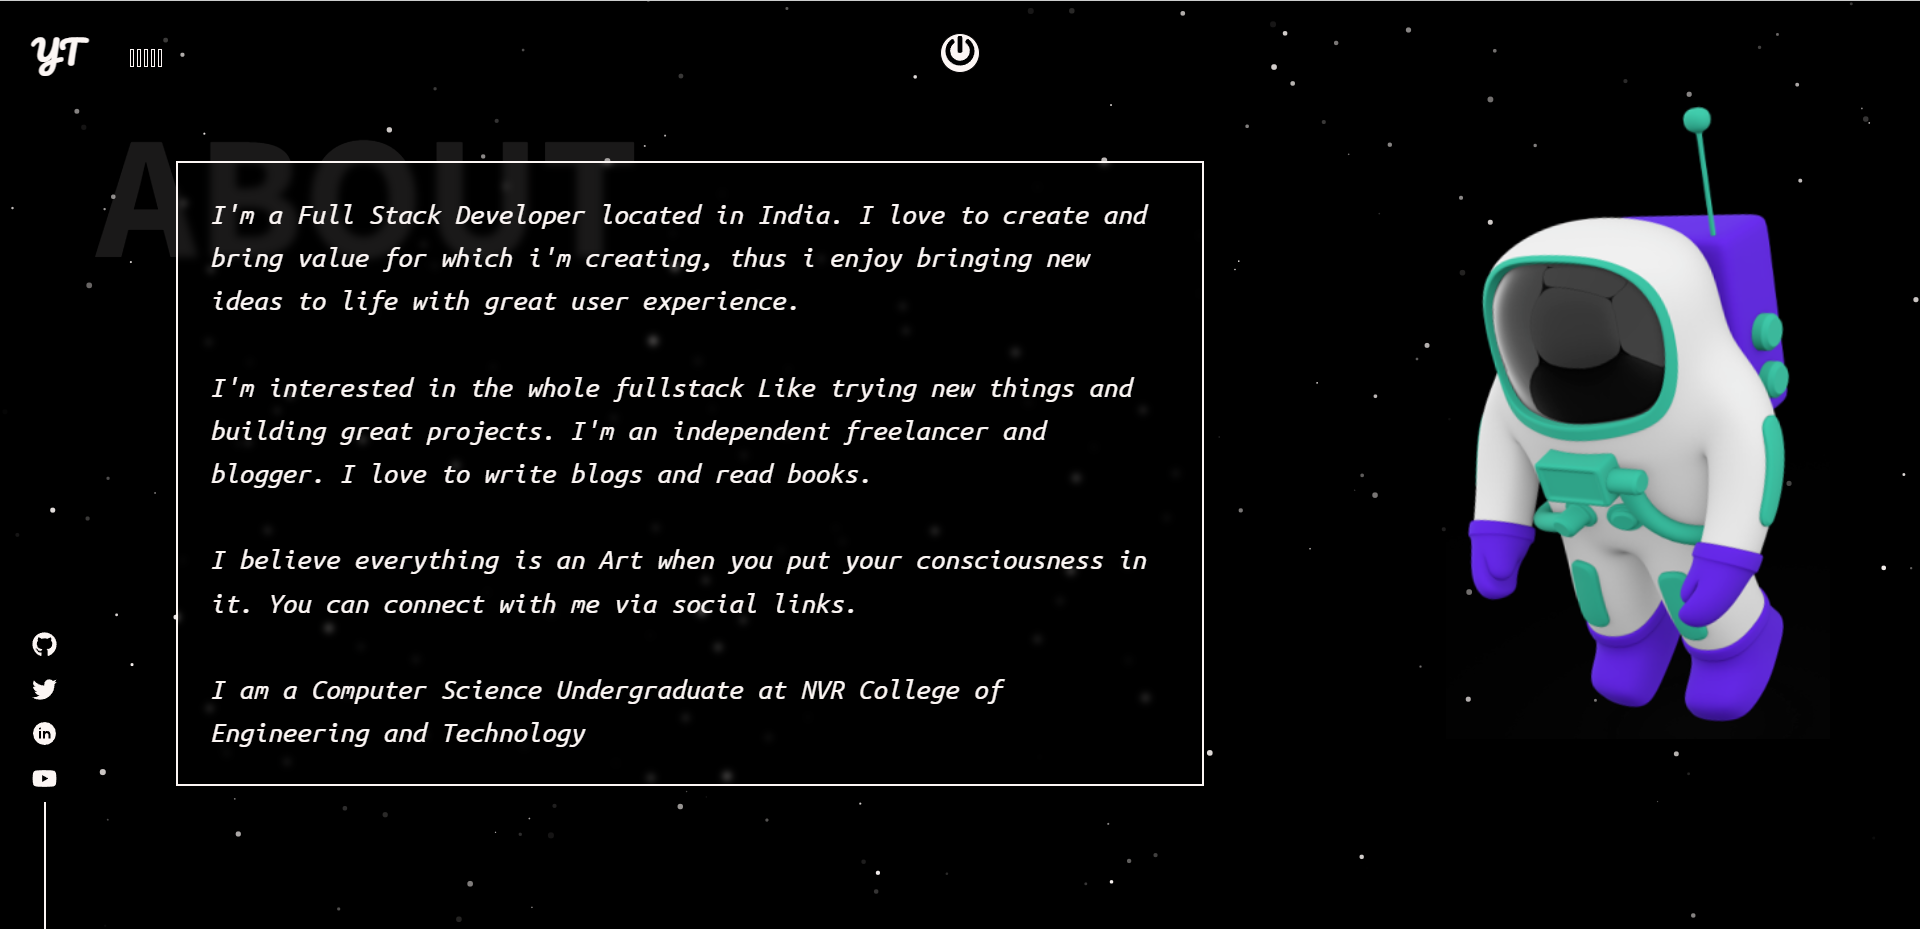 YT
ABOUT
I'm a Full Stack Developer located in India. I love to create and
bring value for which i'm creating, thus i enjoy bringing new
ideas to life with great user experience.
I'm interested in the whole fullstack Like trying new things and
building great projects. I'm an independent freelancer and
blogger. I love to write blogs and read books.
I believe everything is an Art when you put your consciousness in
it. You can connect with me via social links.
I am a Computer Science Undergraduate at NVR College of
Engineering and Technology
in